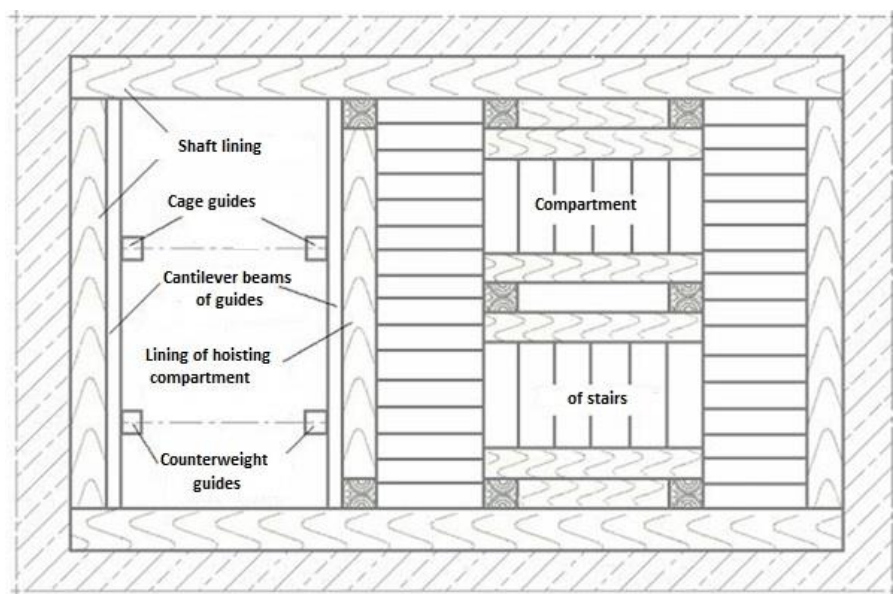 Shaft lining
Cage guides
Compartment
Cantilever beams
of guides
Lining of hoisting
compartment
of stairs
Counterweight
guides